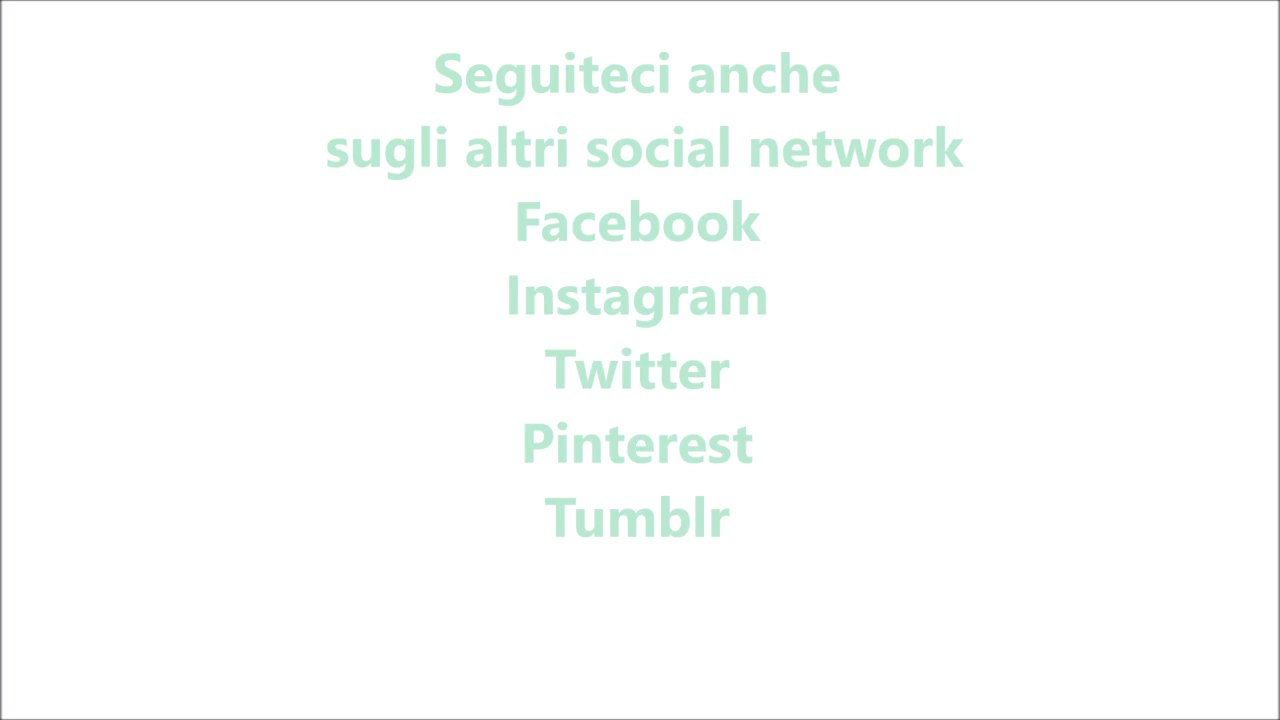 Seguiteci anche
sugli altri social network
Facebook
Instagram
Twitter
Pinterest
Tumblr